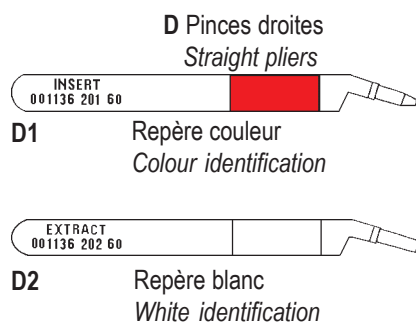 D Pinces droites
Straight pliers
INSERT
001136 201 60
D1 Repère couleur
Colour identification
EXTRACT
001136 202 60
D2 Repère blanc
White identification